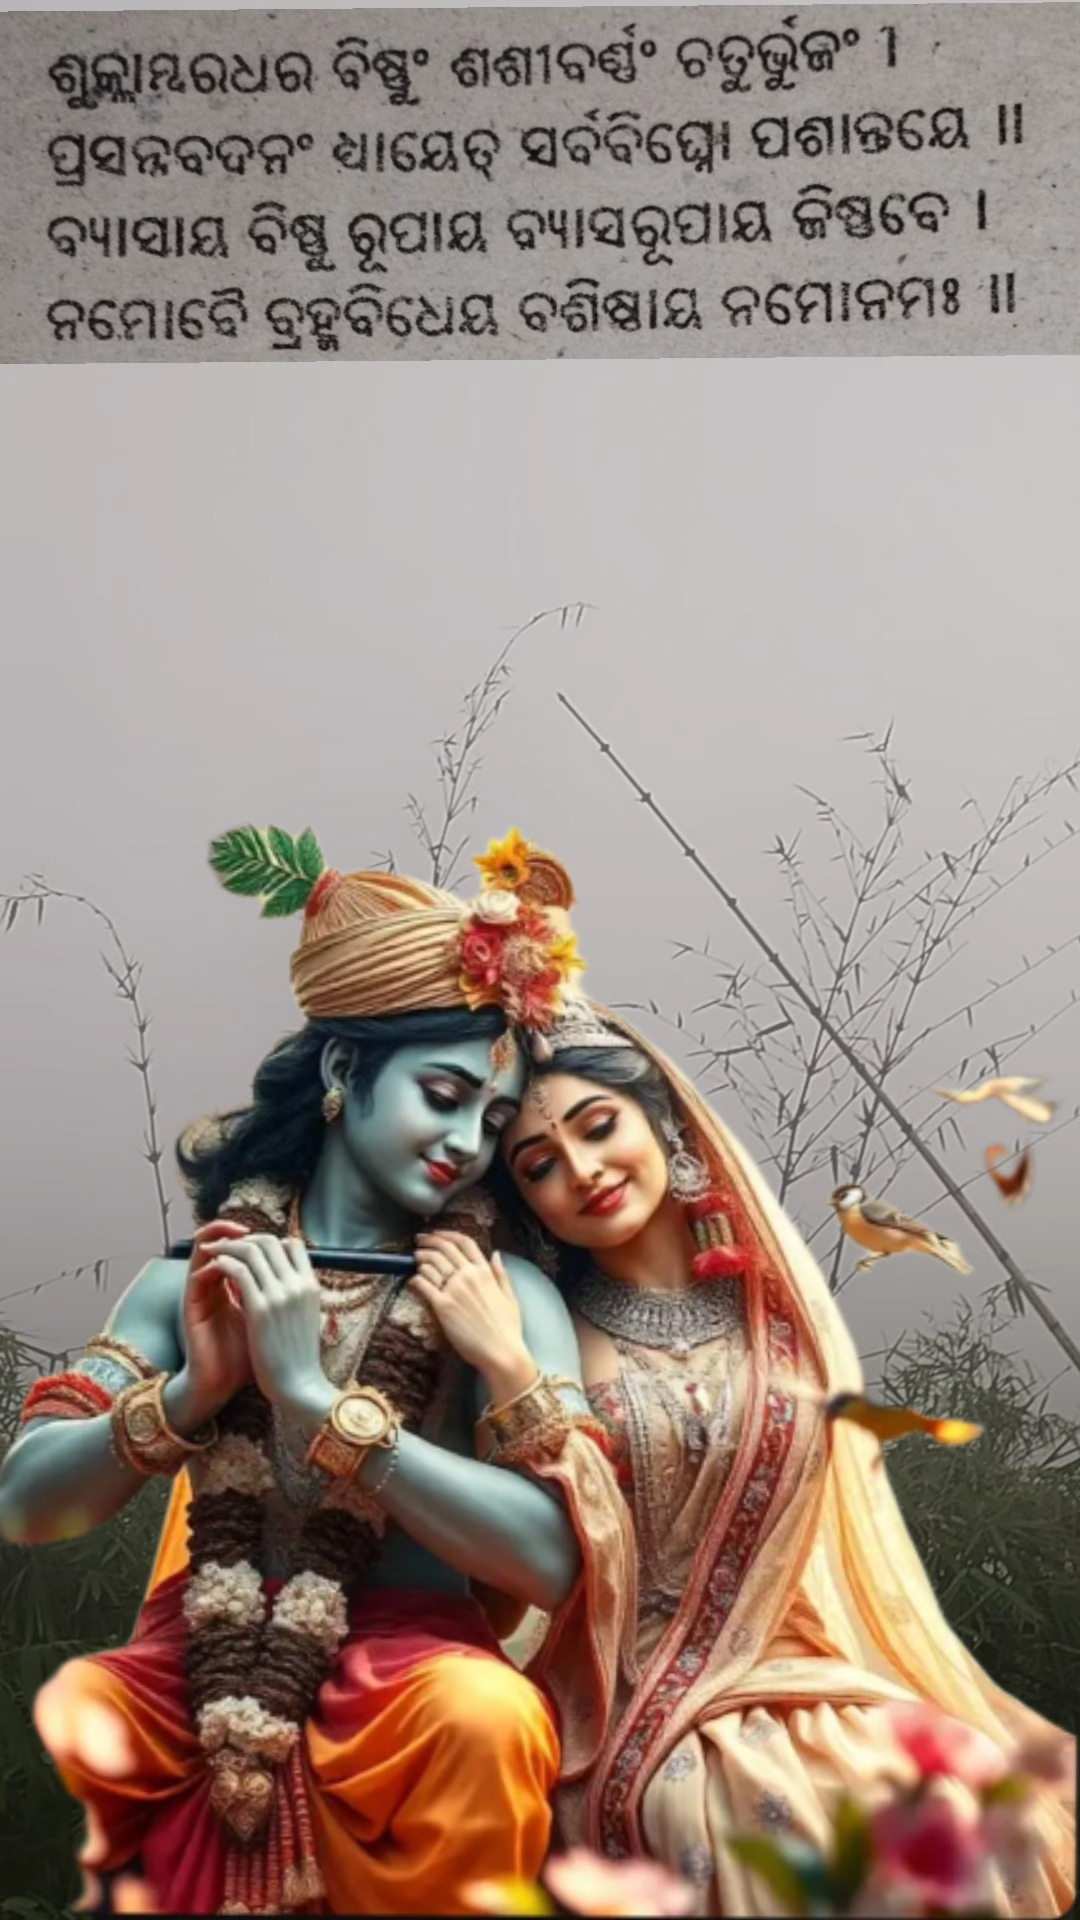 ଶୁକ୍ଳାମ୍ବରଧର ବିଷ୍ଣୁଂ ଶଶୀବର୍ଣ୍ଣଂ ଚତୁର୍ଭୁଜଂ ।
ପ୍ରସନ୍ନବଦନଂ ଧ୍ୟାୟେତ୍ ସର୍ବବିଘ୍ନୋ ପଶାନ୍ତୟେ ॥
ବ୍ୟାସାୟ ବିଷ୍ଣୁ ରୂପାୟ ବ୍ୟାସରୂପାୟ ଜିଷ୍ଣବେ ।
ନମୋବୈ ବ୍ରହ୍ମବିଧେୟ ବଶିଷ୍ଠାୟ ନମୋନମଃ ॥